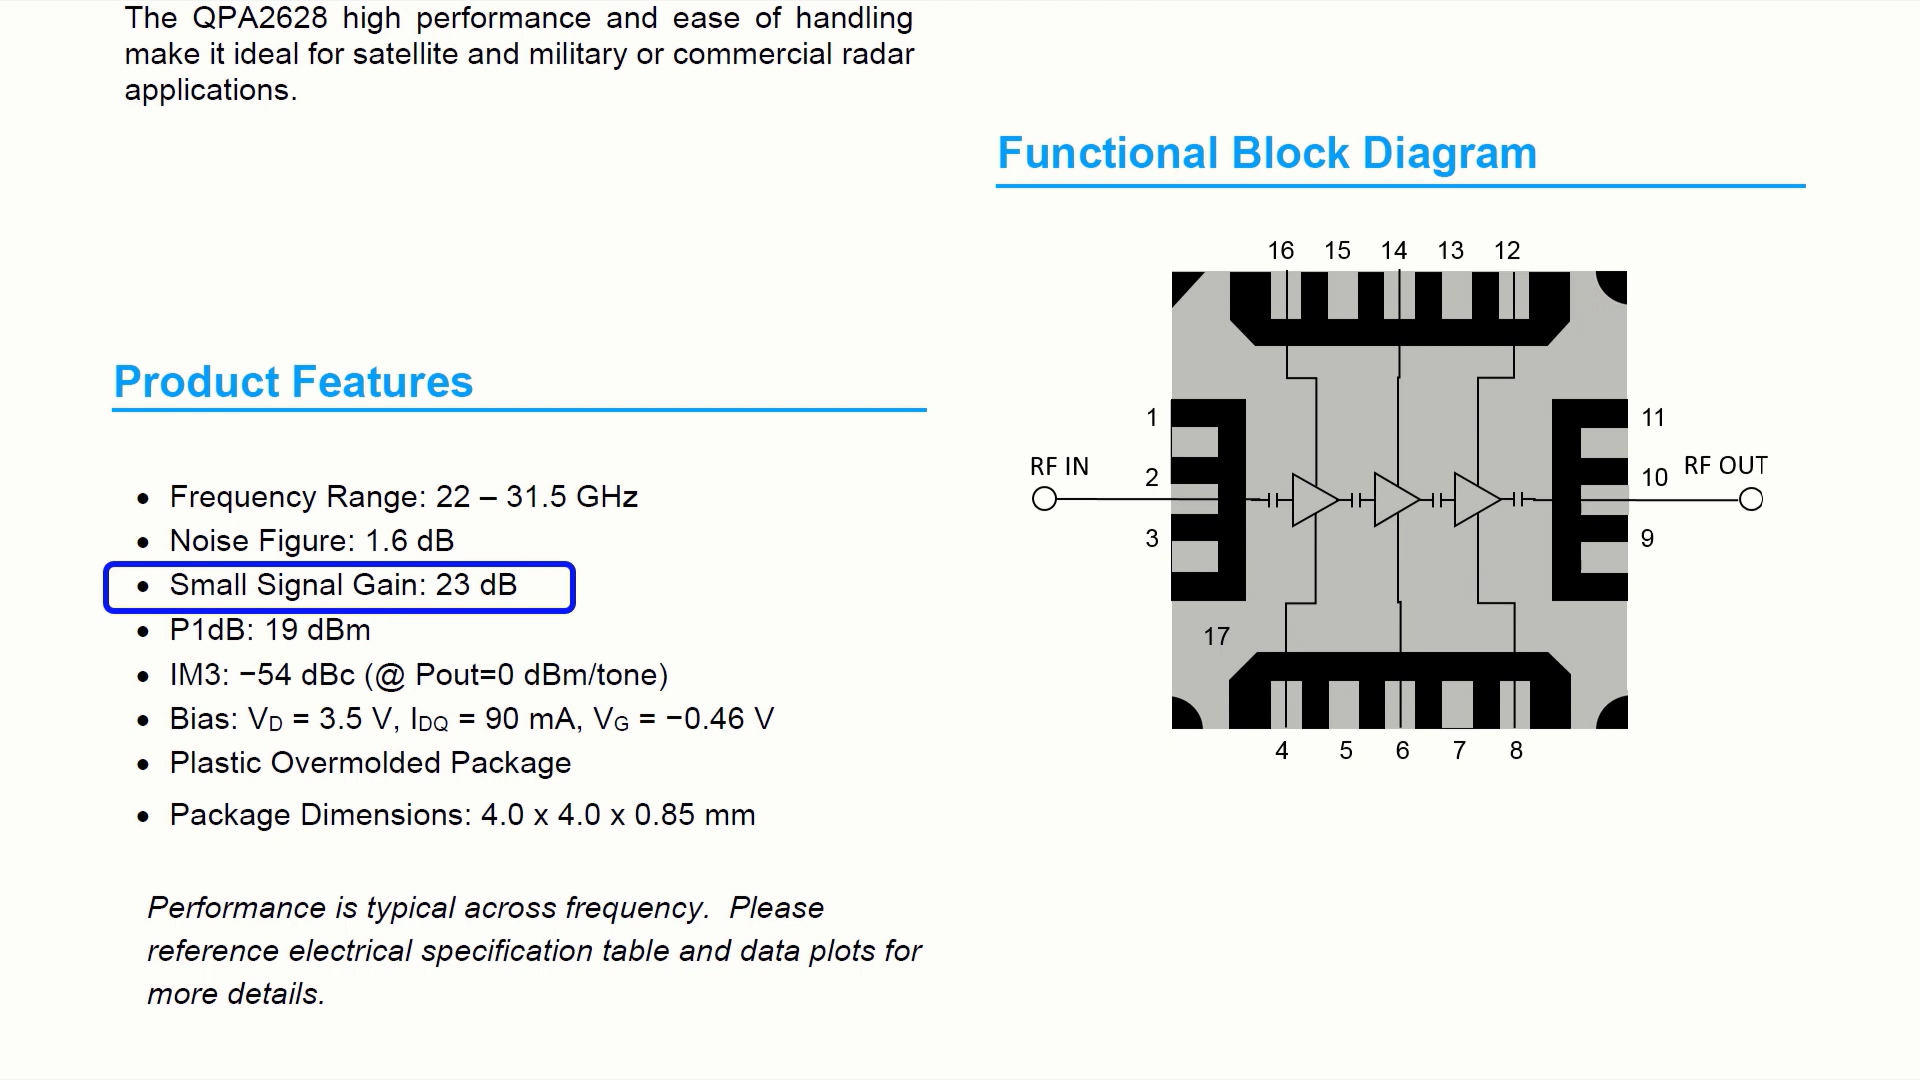 The QPA2628 high performance and ease of handling
make it ideal for satellite and military or commercial radar
applications.
Product Features
• Frequency Range: 22 – 31.5 GHz
• Noise Figure: 1.6 dB
• Small Signal Gain: 23 dB
• P1dB: 19 dBm
• IM3: −54 dBc (@ Pout=0 dBm/tone)
• Bias: VD = 3.5 V, IDQ = 90 mA, VG = −0.46 V
• Plastic Overmolded Package
• Package Dimensions: 4.0 x 4.0 x 0.85 mm
Performance is typical across frequency. Please
reference electrical specification table and data plots for
more details.
Functional Block Diagram
16 15 14 13 12
1 11
RF IN 2 10 RF OUT
3 9
17
4 5 6 7 8